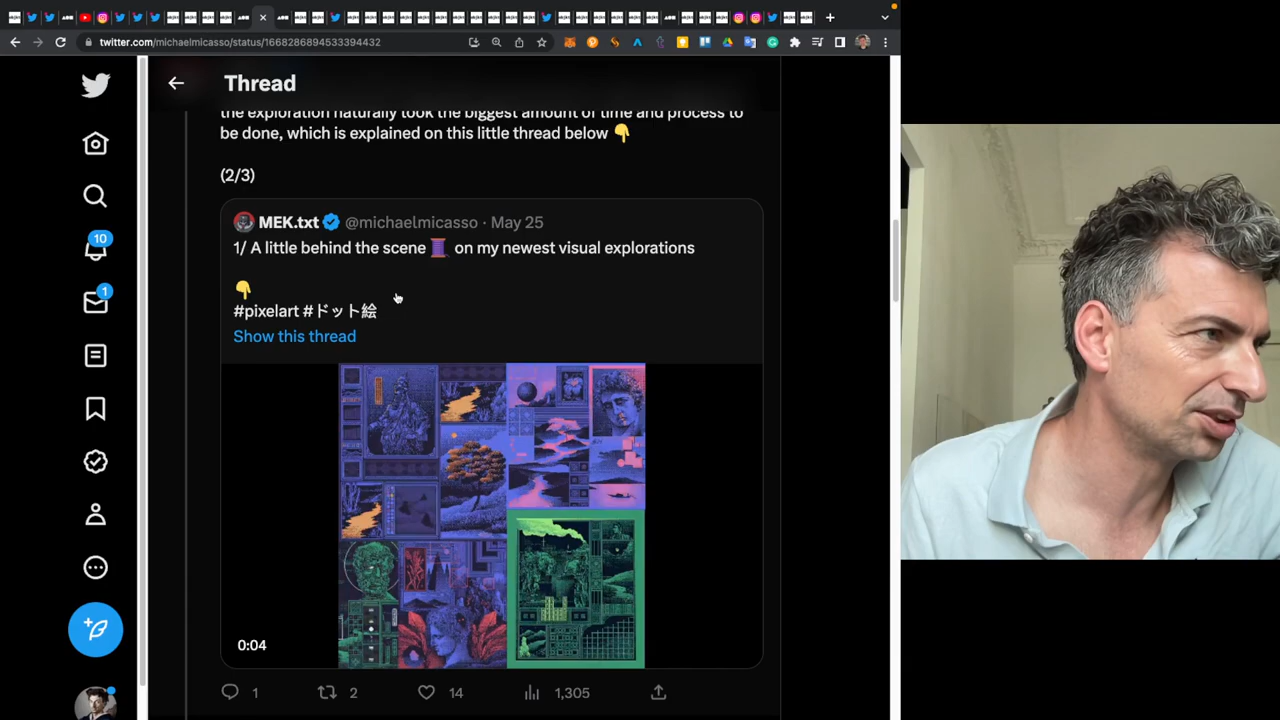 twitter.com/michaelmicasso/status/1668286894533394432
Thread
the exploration naturally took the biggest amount of time and process to
be done, which is explained on this little thread below 👇
(2/3)
MEK.txt @michaelmicasso · May 25
1/ A little behind the scene 🧵 on my newest visual explorations
👇
#pixelart #ドット絵
Show this thread
0:04
1 2 14 1,305
10
1